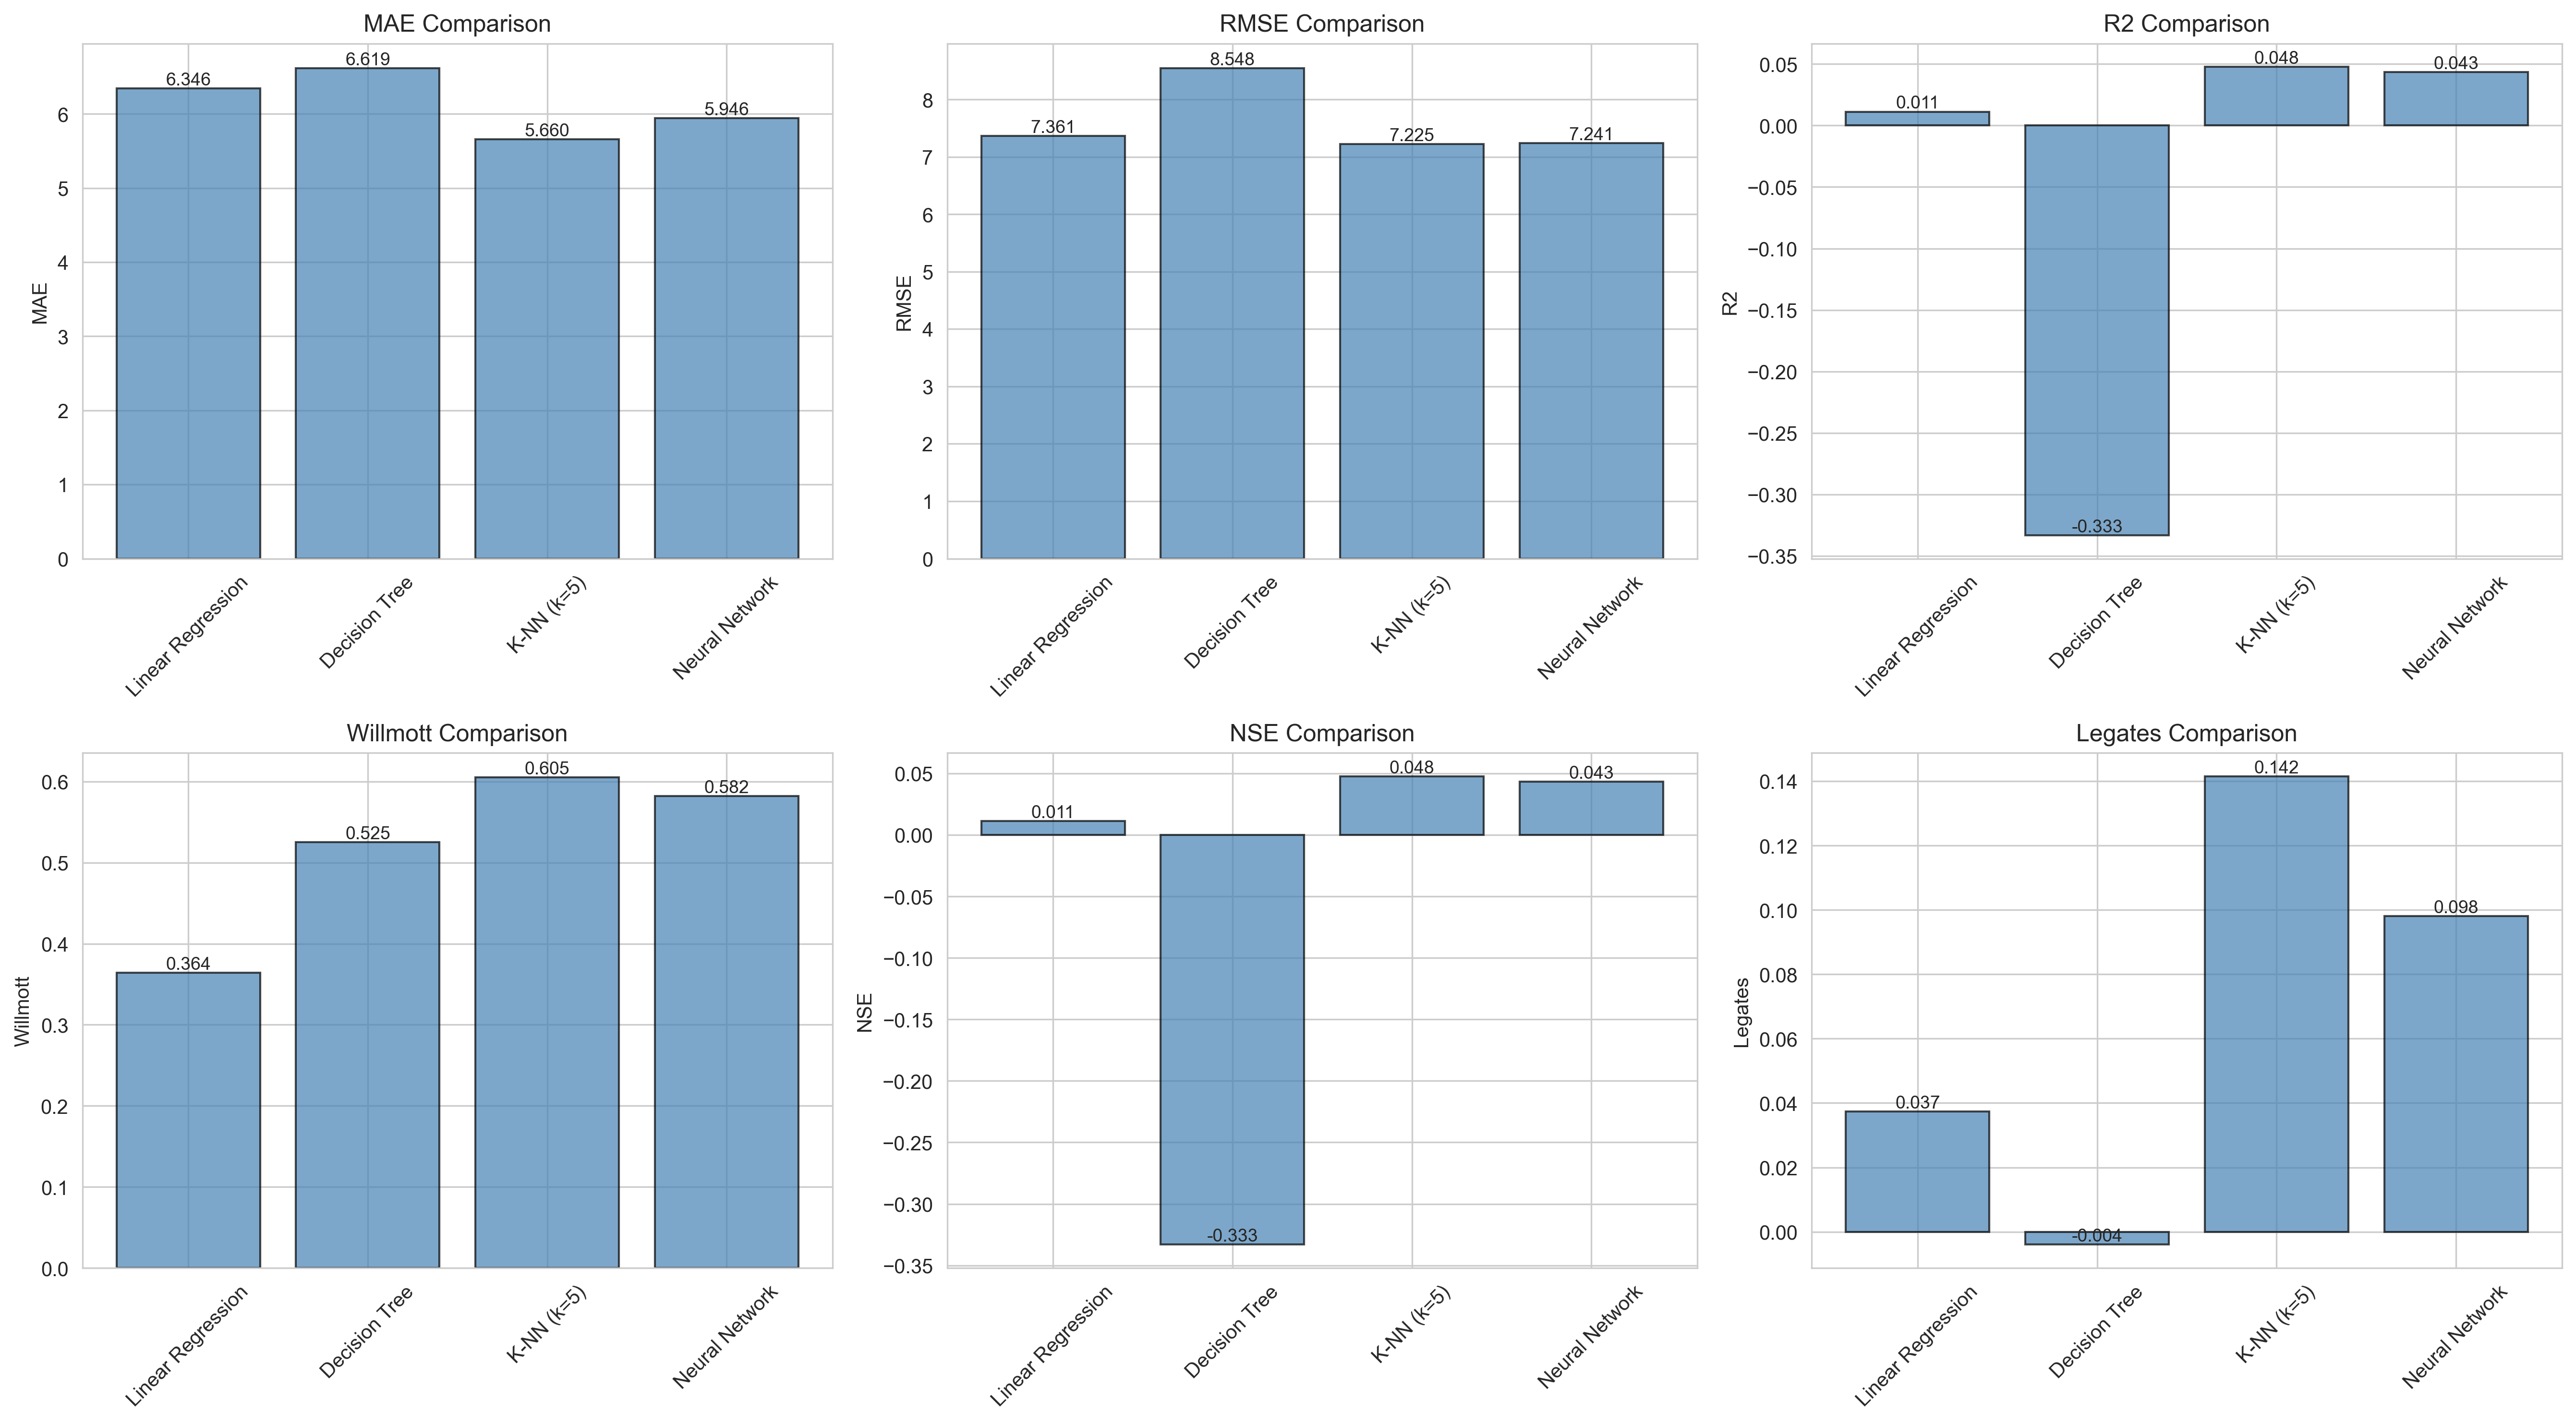 MAE Comparison
MAE
6
5
4
3
2
1
0
6.346
6.619
5.660
5.946
Linear Regression
Decision Tree
K-NN (k=5)
Neural Network
RMSE Comparison
RMSE
8
7
6
5
4
3
2
1
0
7.361
8.548
7.225
7.241
Linear Regression
Decision Tree
K-NN (k=5)
Neural Network
R2 Comparison
R2
0.05
0.00
−0.05
−0.10
−0.15
−0.20
−0.25
−0.30
−0.35
0.011
-0.333
0.048
0.043
Linear Regression
Decision Tree
K-NN (k=5)
Neural Network
Willmott Comparison
Willmott
0.6
0.5
0.4
0.3
0.2
0.1
0.0
0.364
0.525
0.605
0.582
Linear Regression
Decision Tree
K-NN (k=5)
Neural Network
NSE Comparison
NSE
0.05
0.00
−0.05
−0.10
−0.15
−0.20
−0.25
−0.30
−0.35
0.011
-0.333
0.048
0.043
Linear Regression
Decision Tree
K-NN (k=5)
Neural Network
Legates Comparison
Legates
0.14
0.12
0.10
0.08
0.06
0.04
0.02
0.00
0.037
-0.004
0.142
0.098
Linear Regression
Decision Tree
K-NN (k=5)
Neural Network